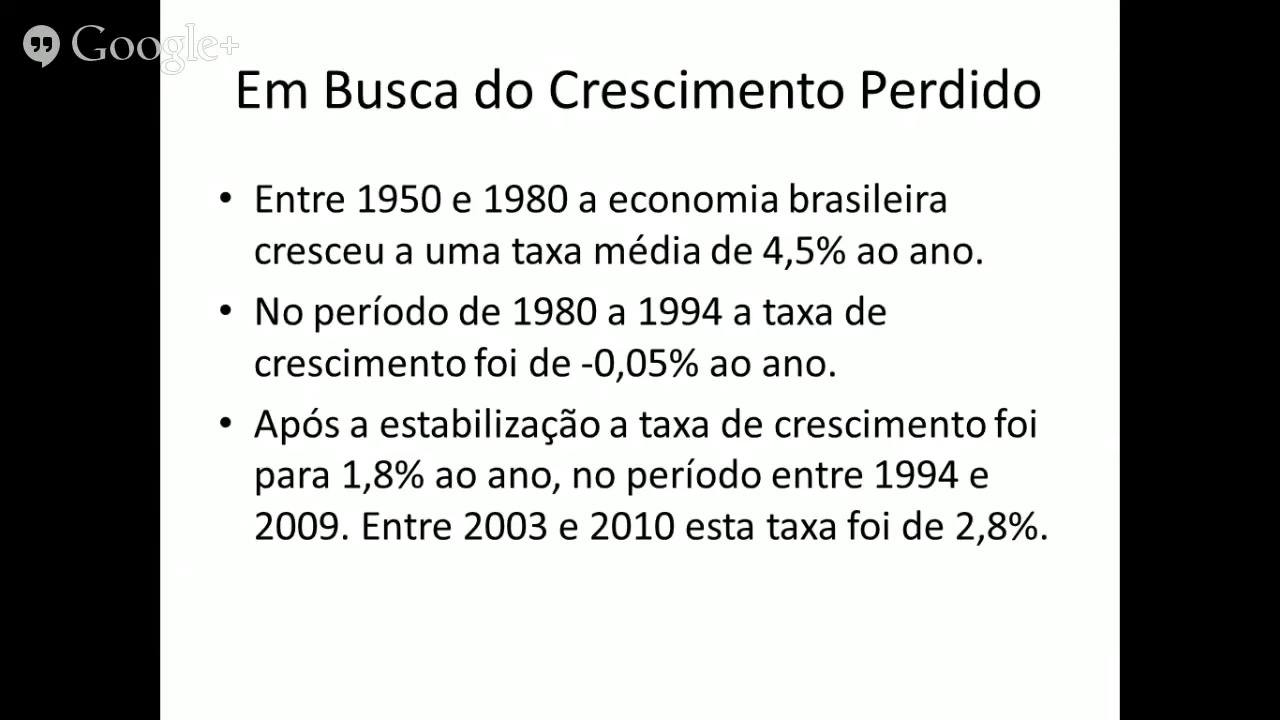 Google+
Em Busca do Crescimento Perdido
• Entre 1950 e 1980 a economia brasileira
cresceu a uma taxa média de 4,5% ao ano.
• No período de 1980 a 1994 a taxa de
crescimento foi de -0,05% ao ano.
• Após a estabilização a taxa de crescimento foi
para 1,8% ao ano, no período entre 1994 e
2009. Entre 2003 e 2010 esta taxa foi de 2,8%.